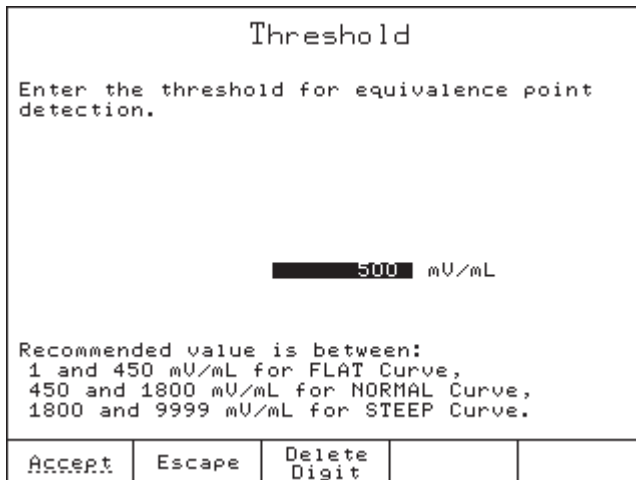 Threshold
Enter the threshold for equivalence point
detection.
500 mV/mL
Recommended value is between:
1 and 450 mV/mL for FLAT Curve,
450 and 1800 mV/mL for NORMAL Curve,
1800 and 9999 mV/mL for STEEP Curve.
Accept Escape Delete
Digit